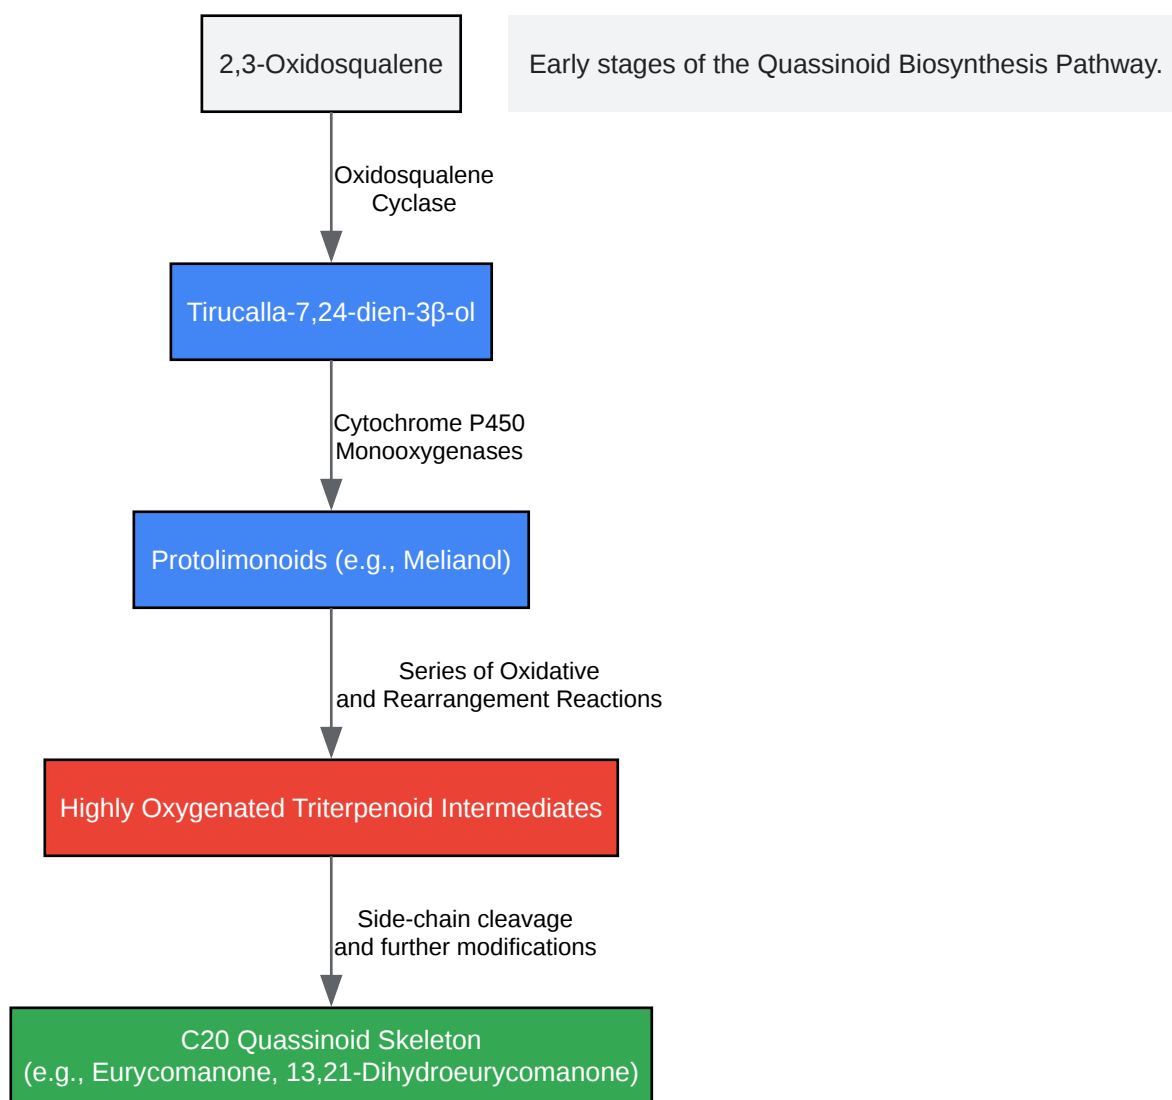 2,3-Oxidosqualene
Early stages of the Quassinoid Biosynthesis Pathway.
Oxidosqualene
Cyclase
Tirucalla-7,24-dien-3β-ol
Cytochrome P450
Monooxygenases
Protolimonoids (e.g., Melianol)
Series of Oxidative
and Rearrangement Reactions
Highly Oxygenated Triterpenoid Intermediates
Side-chain cleavage
and further modifications
C20 Quassinoid Skeleton
(e.g., Eurycomanone, 13,21-Dihydroeurycomanone)